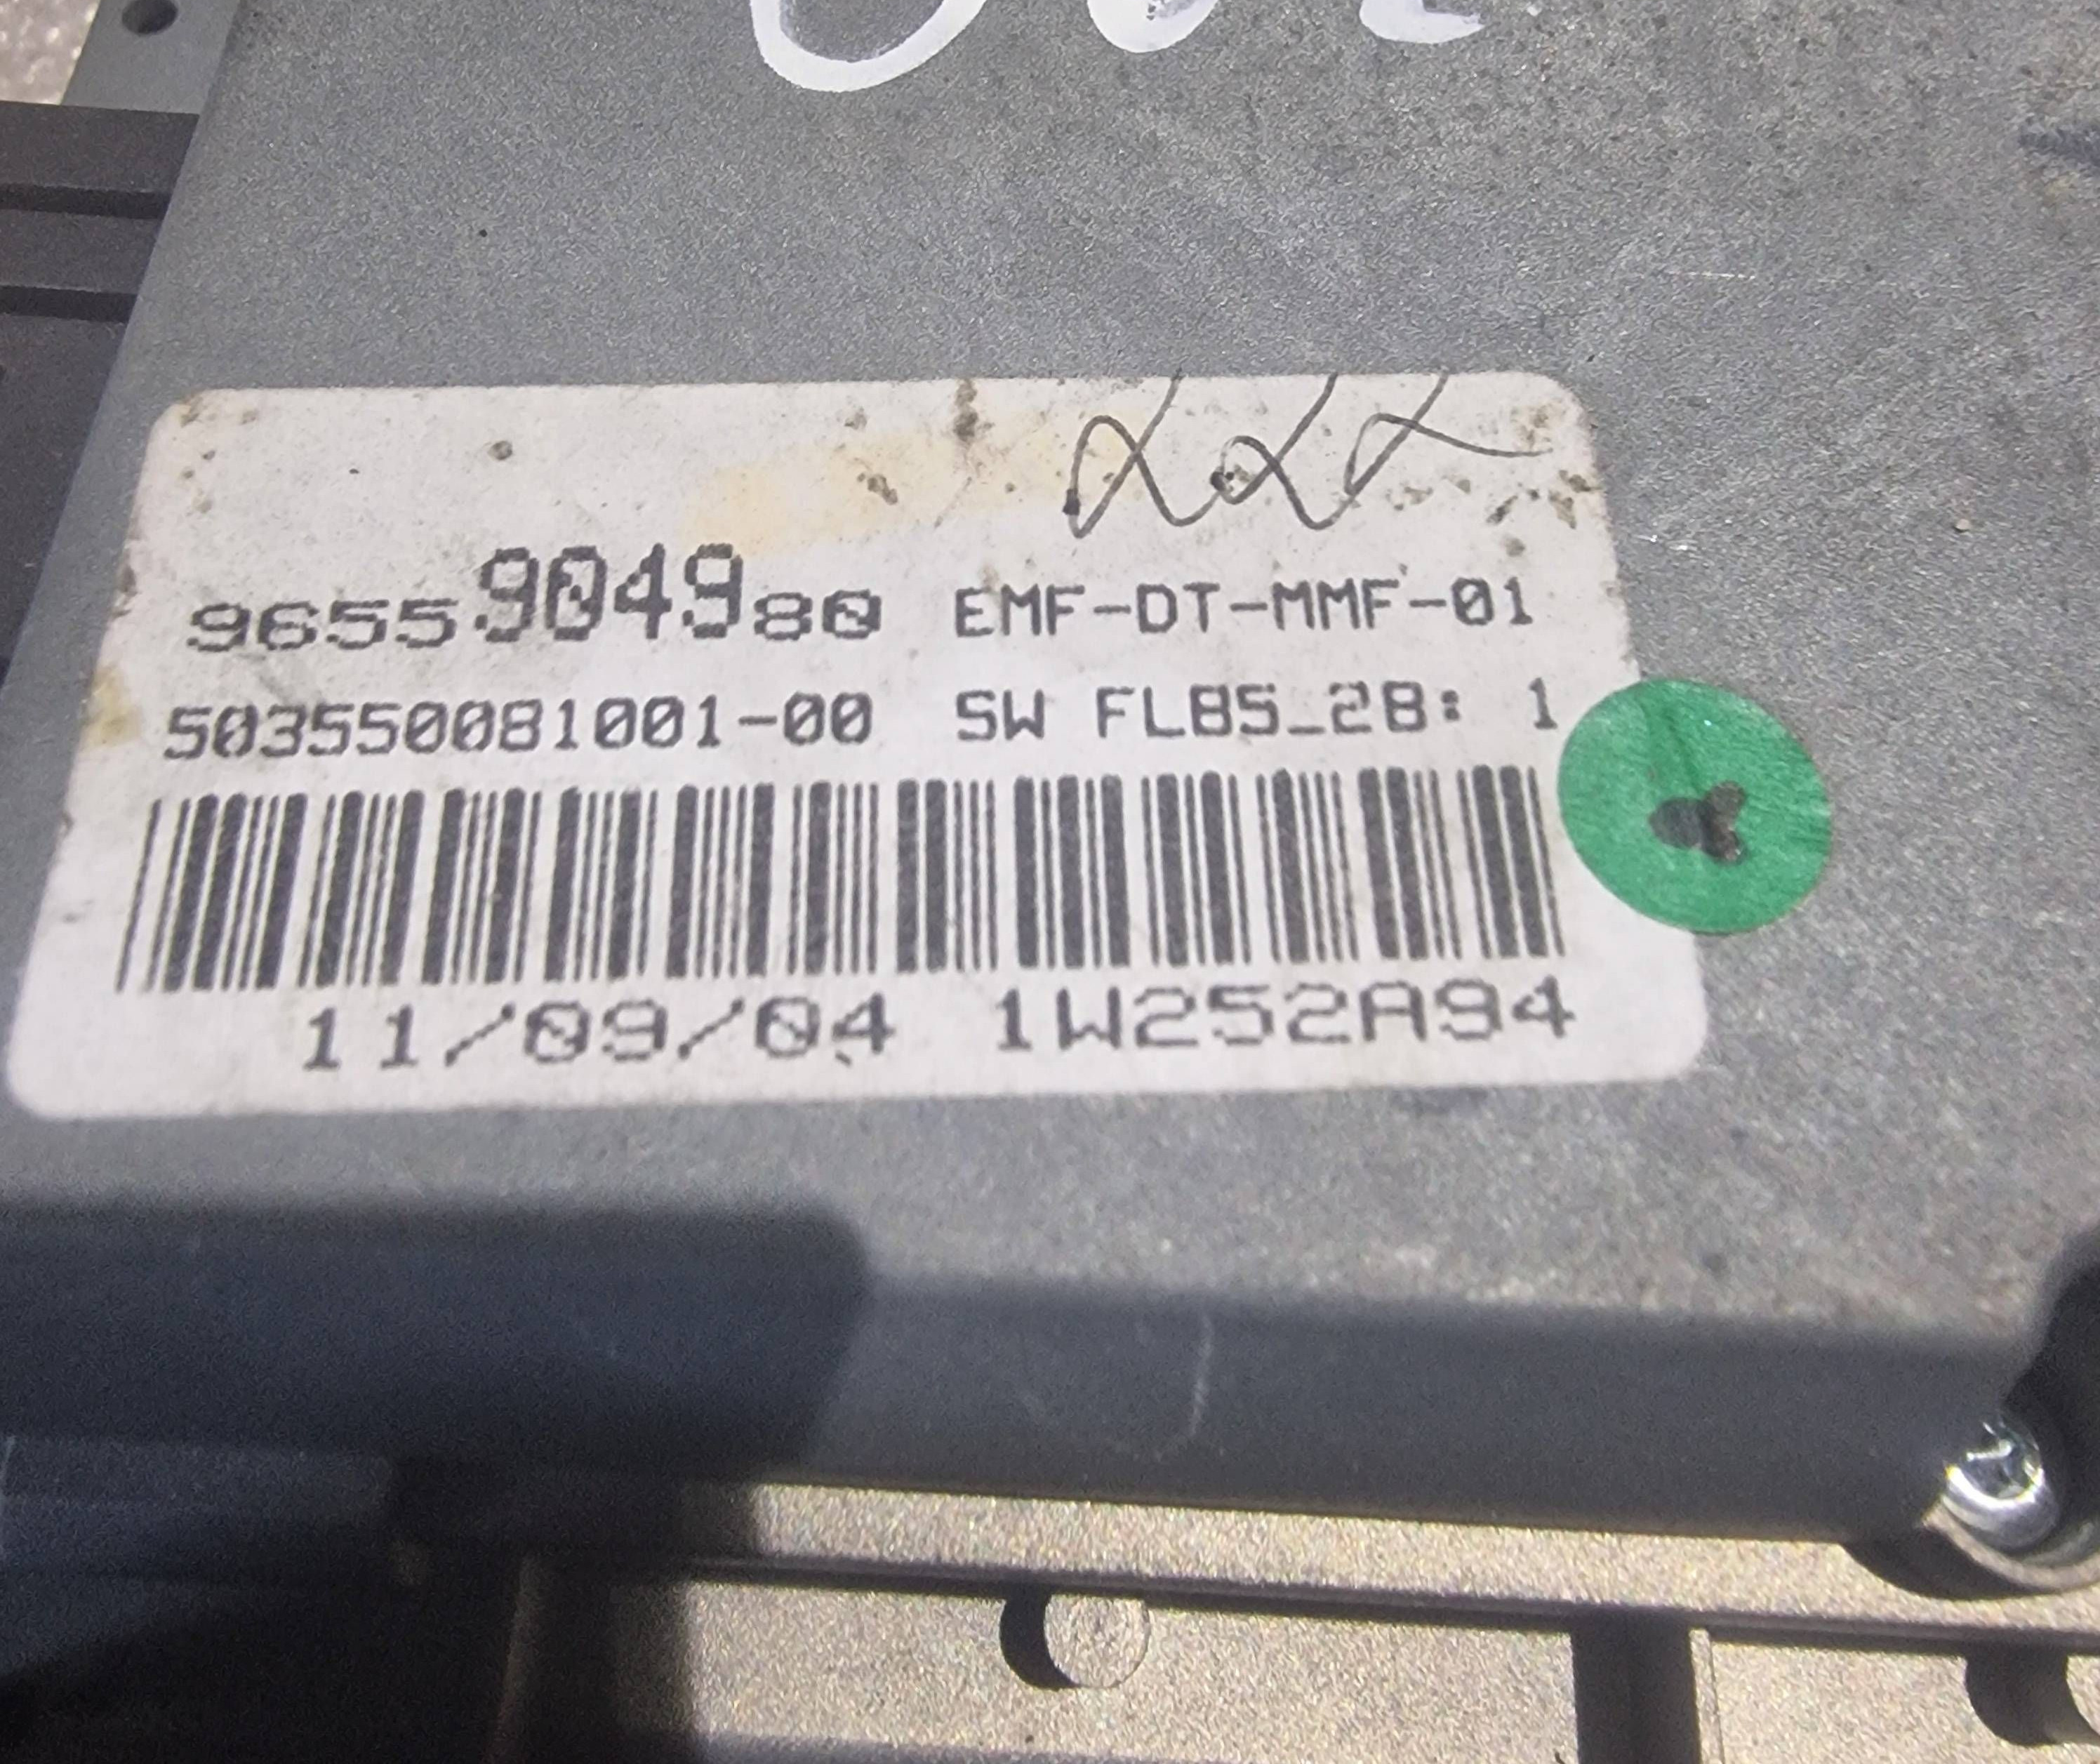 9655904980 EMF-DT-MMF-01
503550081001-00 SW FLB5_2B: 1
11/09/04 1W252A94